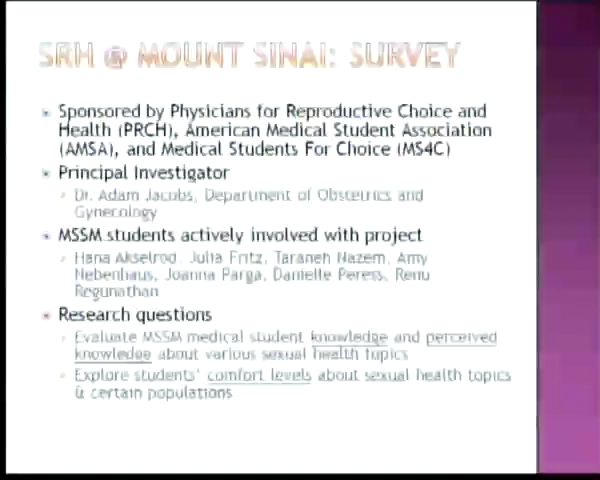 SRH @ MOUNT SINAI: SURVEY
Sponsored by Physicians for Reproductive Choice and
Health (PRCH), American Medical Student Association
(AMSA), and Medical Students For Choice (MS4C)
Principal Investigator
Dr. Adam Jacobs, Department of Obstetrics and
Gynecology
MSSM students actively involved with project
Hana Akselrod, Julia Fritz, Taraneh Nazem, Amy
Nebenhaus, Joanna Parga, Danielle Peress, Renu
Regunathan
Research questions
Evaluate MSSM medical student knowledge and perceived
knowledge about various sexual health topics
Explore students' comfort levels about sexual health topics
& certain populations